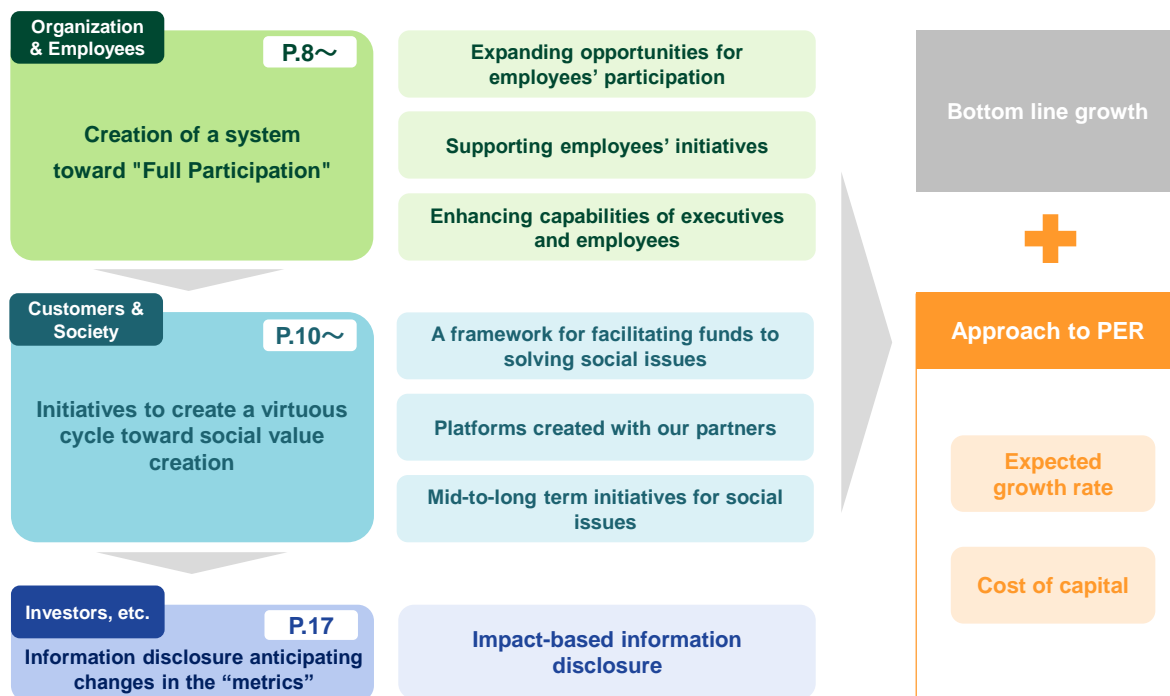 Organization
& Employees
P.8～
Creation of a system
toward "Full Participation"
Expanding opportunities for
employees’ participation
Supporting employees’ initiatives
Enhancing capabilities of executives
and employees
Customers &
Society
P.10～
Initiatives to create a virtuous
cycle toward social value
creation
A framework for facilitating funds to
solving social issues
Platforms created with our partners
Mid-to-long term initiatives for social
issues
Investors, etc.
P.17
Information disclosure anticipating
changes in the “metrics”
Impact-based information
disclosure
Bottom line growth
Approach to PER
Expected
growth rate
Cost of capital